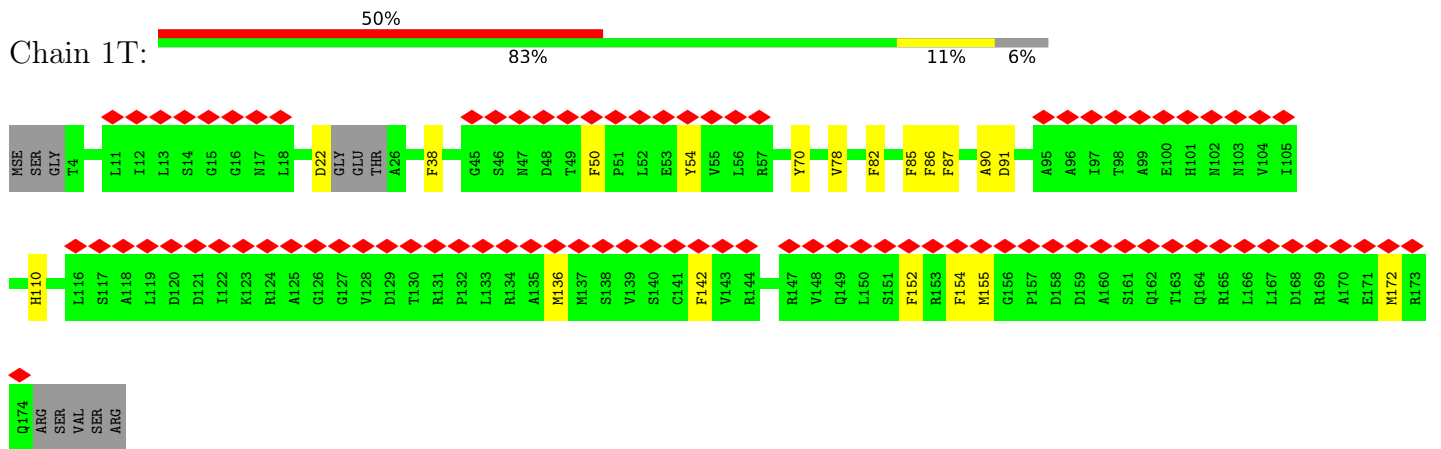 50%
Chain 1T:
83% 11% 6%
MSE SER GLY T4 L11 I12 L13 S14 G15 G16 N17 L18 D22 GLY GLU THR A26 F38 G45 S46 N47 D48 T49 F50 P51 L52 E53 Y54 V55 L56 R57 Y70 V78 F82 F85 F86 F87 A90 D91 A95 A96 I97 T98 A99 E100 H101 N102 N103 V104 I105
H110 L116 S117 A118 L119 D120 D121 I122 K123 R124 A125 G126 G127 V128 D129 T130 R131 P132 L133 R134 A135 M136 M137 S138 V139 S140 C141 F142 V143 R144 R147 V148 Q149 L150 S151 F152 R153 F154 M155 G156 P157 D158 D159 A160 S161 Q162 T163 Q164 R165 L166 L167 D168 R169 A170 E171 M172 R173
Q174 ARG SER VAL SER ARG